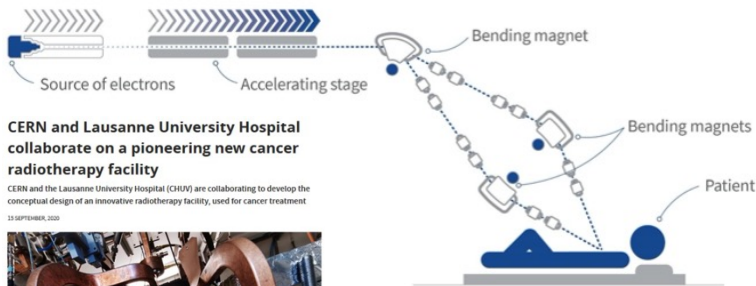 Bending magnet
Source of electrons
Accelerating stage
CERN and Lausanne University Hospital
collaborate on a pioneering new cancer
radiotherapy facility
CERN and the Lausanne University Hospital (CHUV) are collaborating to develop the
conceptual design of an innovative radiotherapy facility, used for cancer treatment
15 SEPTEMBER, 2020
Bending magnets
Patient